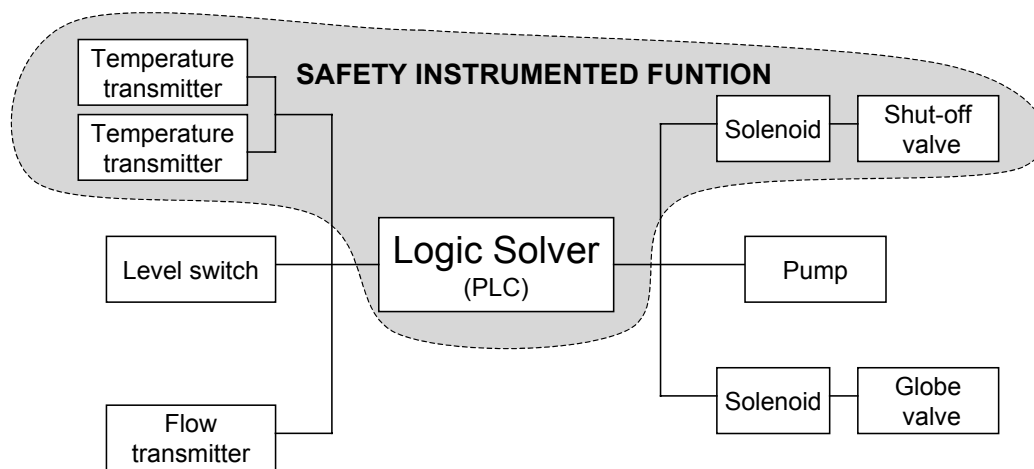 Temperature
transmitter
SAFETY INSTRUMENTED FUNTION
Temperature
transmitter
Solenoid
Shut-off
valve
Level switch
Logic Solver
(PLC)
Pump
Flow
transmitter
Solenoid
Globe
valve